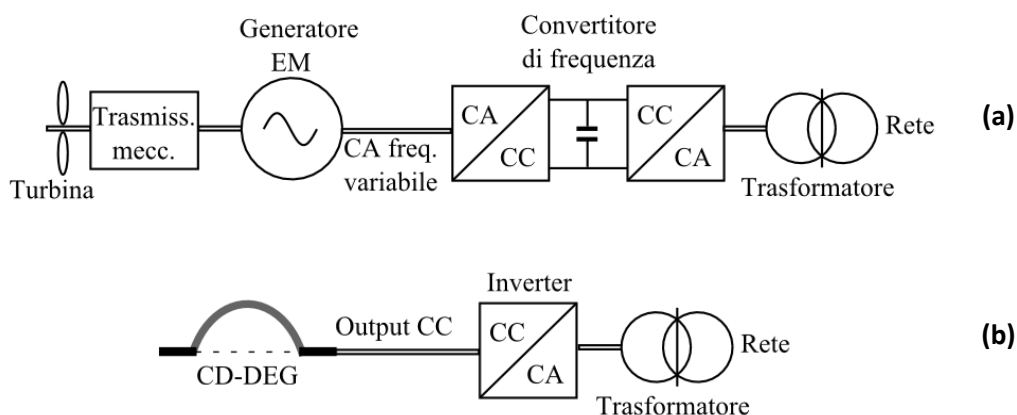 Generatore
EM
Convertitore
di frequenza
Trasmiss.
mecc.
CA
CC
CC
CA
Rete
(a)
CA freq.
variabile
Turbina
Trasformatore
Inverter
Output CC
CC
CA
Rete
(b)
CD-DEG
Trasformatore